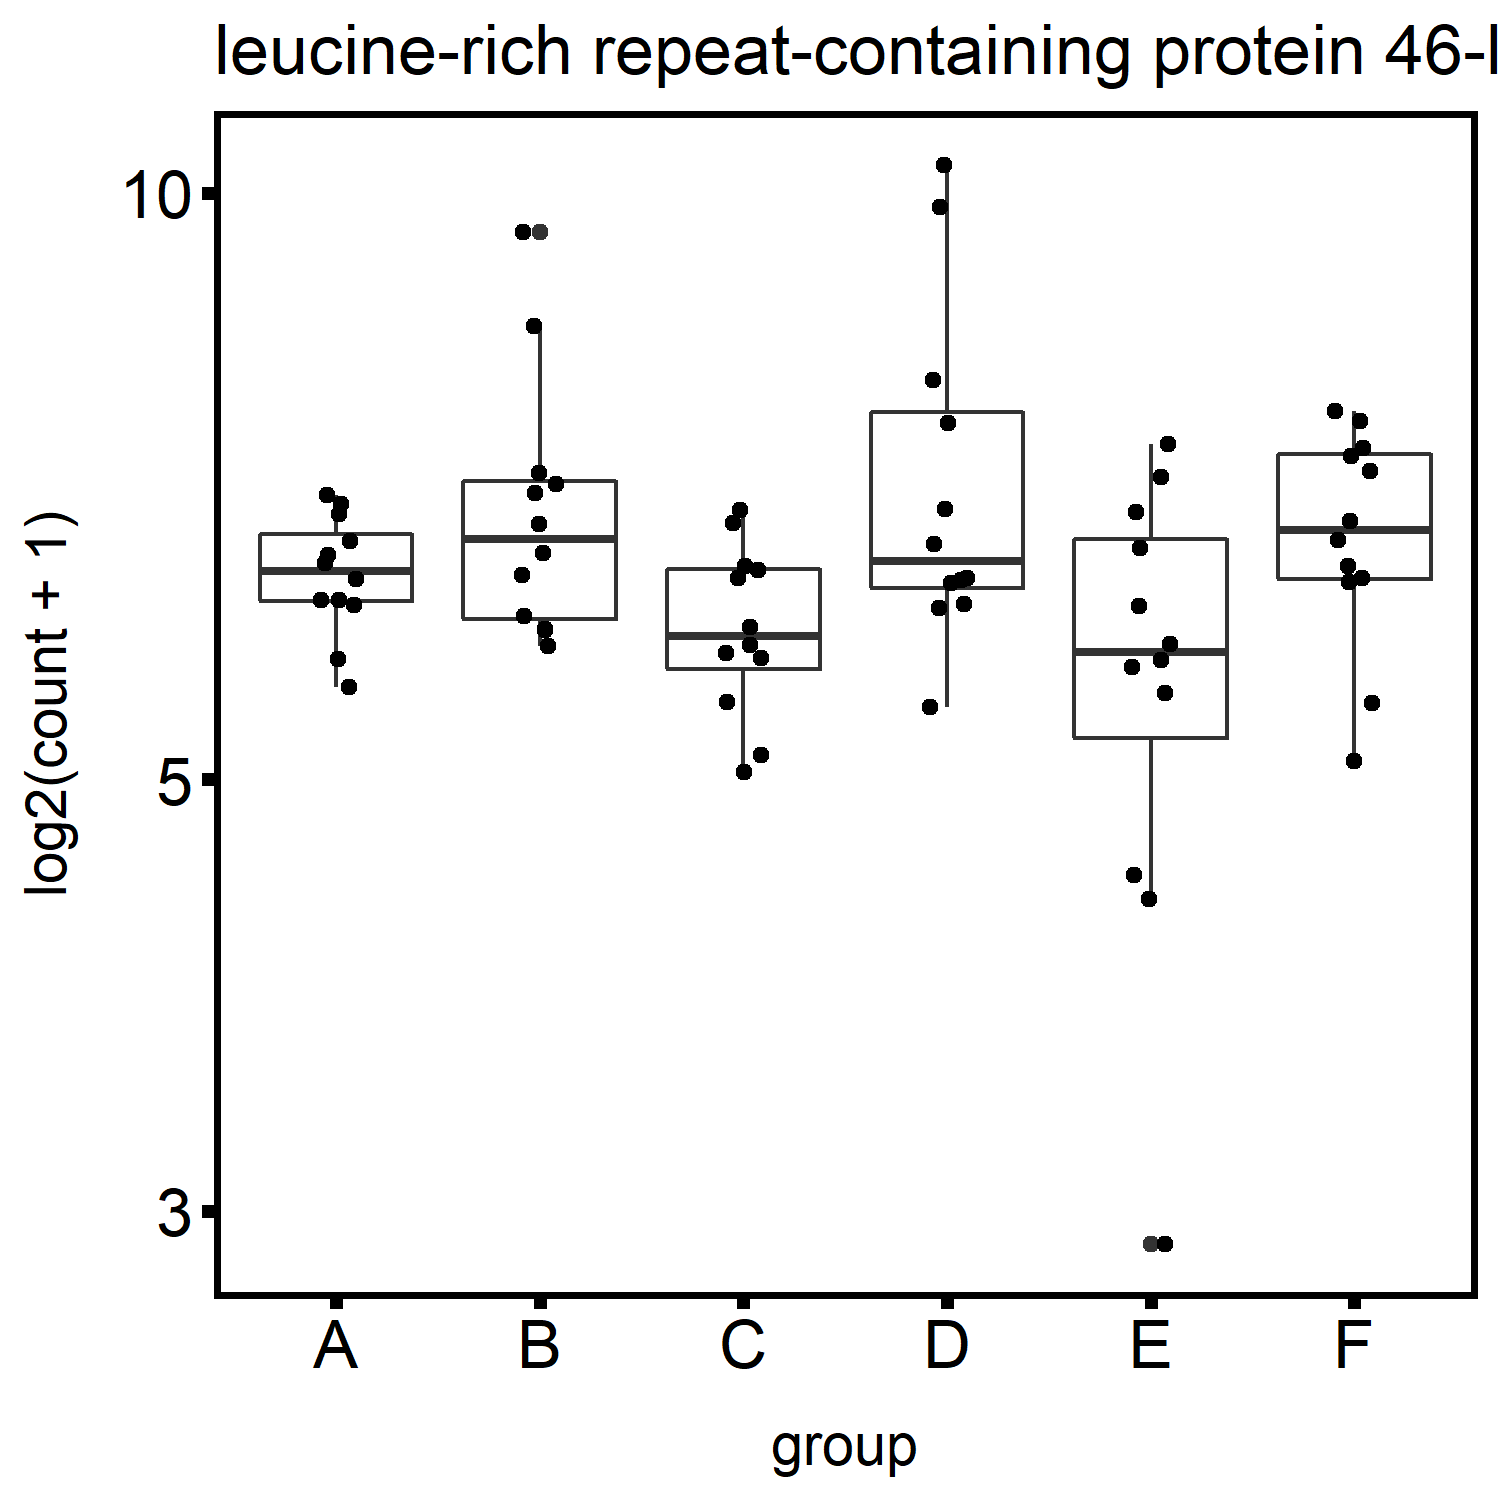 leucine-rich repeat-containing protein 46-l
10
5
3
log2(count + 1)
A B C D E F
group